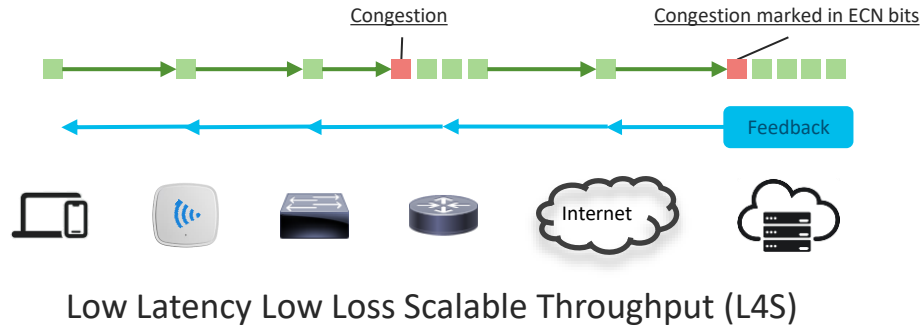 Congestion
Congestion marked in ECN bits
Feedback
Internet
Low Latency Low Loss Scalable Throughput (L4S)